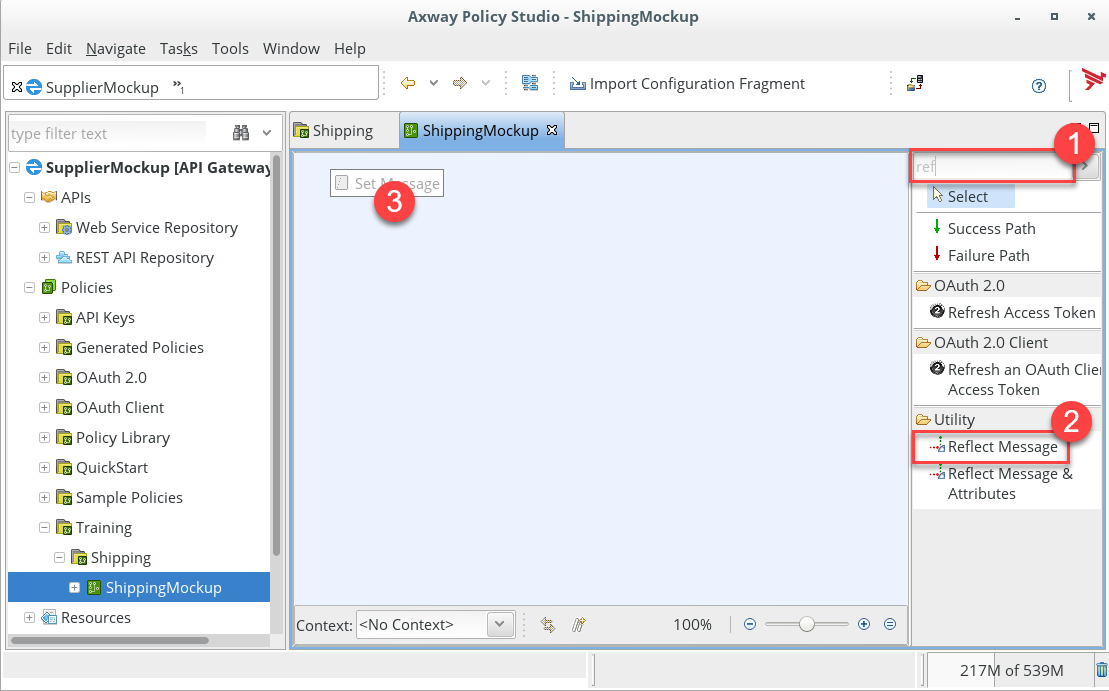 Axway Policy Studio - ShippingMockup
File Edit Navigate Tasks Tools Window Help
SupplierMockup »1
Import Configuration Fragment
type filter text
SupplierMockup [API Gateway
APIs
Web Service Repository
REST API Repository
Policies
API Keys
Generated Policies
OAuth 2.0
OAuth Client
Policy Library
QuickStart
Sample Policies
Training
Shipping
ShippingMockup
Resources
Shipping
ShippingMockup
Set Message
3
Context: <No Context>
100%
1
ref
Select
Success Path
Failure Path
OAuth 2.0
Refresh Access Token
OAuth 2.0 Client
Refresh an OAuth Clie
Access Token
Utility
2
Reflect Message
Reflect Message &
Attributes
217M of 539M